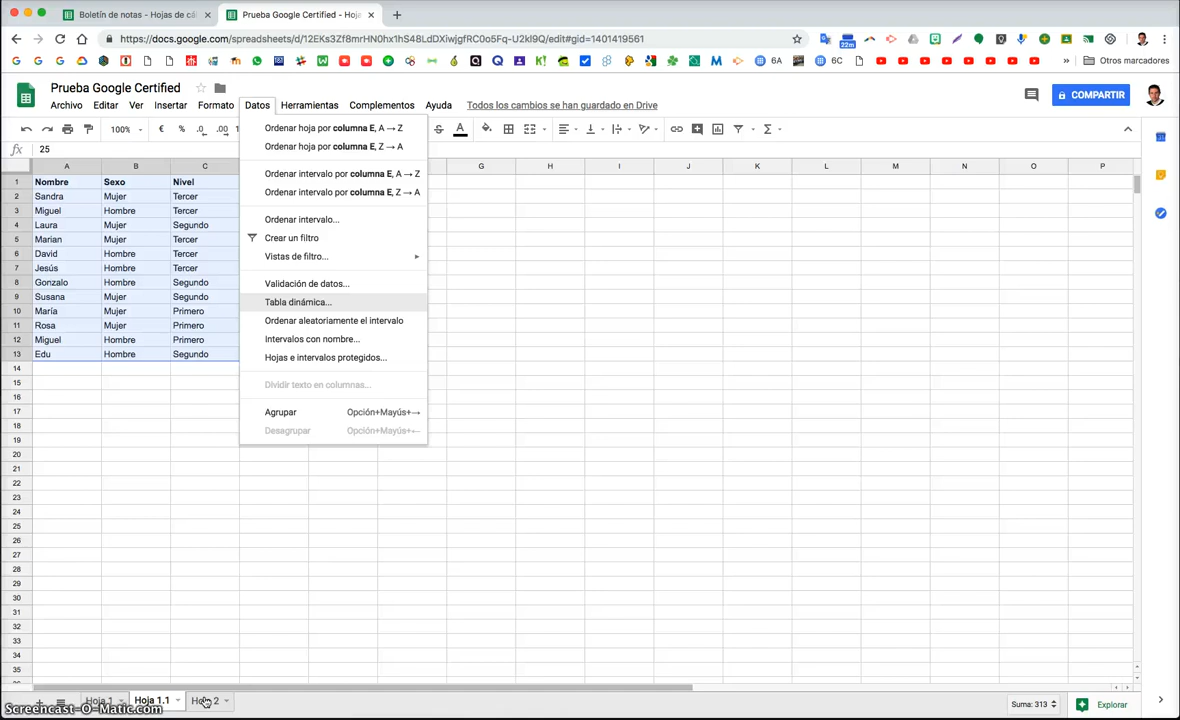 Boletín de notas - Hojas de cál
Prueba Google Certified - Hoja
https://docs.google.com/spreadsheets/d/12EKs3Zf8mrHN0hx1hS48LdDXiwjgfRC0o5Fq-U2kl9Q/edit#gid=1401419561
22m
6A
6C
Otros marcadores
Prueba Google Certified
Archivo Editar Ver Insertar Formato Datos Herramientas Complementos Ayuda Todos los cambios se han guardado en Drive
COMPARTIR
100% € % .0 .00 1
fx 25
A B C G H I J K L M N O P
1 Nombre Sexo Nivel
2 Sandra Mujer Tercer
3 Miguel Hombre Tercer
4 Laura Mujer Segundo
5 Marian Mujer Tercer
6 David Hombre Tercer
7 Jesús Hombre Tercer
8 Gonzalo Hombre Segundo
9 Susana Mujer Segundo
10 María Mujer Primero
11 Rosa Mujer Primero
12 Miguel Hombre Primero
13 Edu Hombre Segundo
14
15
16
17
18
19
20
21
22
23
24
25
26
27
28
29
30
31
32
33
34
35
Ordenar hoja por columna E, A → Z
Ordenar hoja por columna E, Z → A
Ordenar intervalo por columna E, A → Z
Ordenar intervalo por columna E, Z → A
Ordenar intervalo...
Crear un filtro
Vistas de filtro...
Validación de datos...
Tabla dinámica...
Ordenar aleatoriamente el intervalo
Intervalos con nombre...
Hojas e intervalos protegidos...
Dividir texto en columnas...
Agrupar Opción+Mayús+→
Desagrupar Opción+Mayús+←
Hoja 1 Hoja 1.1 Hoja 2
Suma: 313
Explorar
Screencast-O-Matic.com